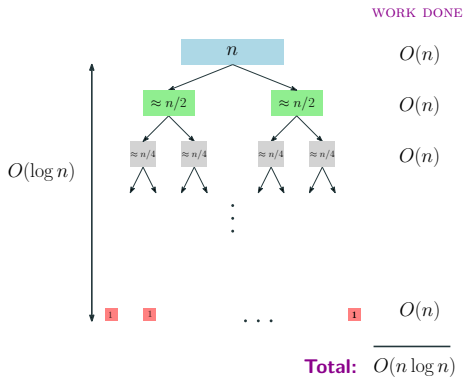 WORK DONE
n O(n)
≈ n/2 ≈ n/2 O(n)
≈ n/4 ≈ n/4 ≈ n/4 ≈ n/4 O(n)
O(log n)
⋮
1 1 · · · 1 O(n)
Total: O(n log n)